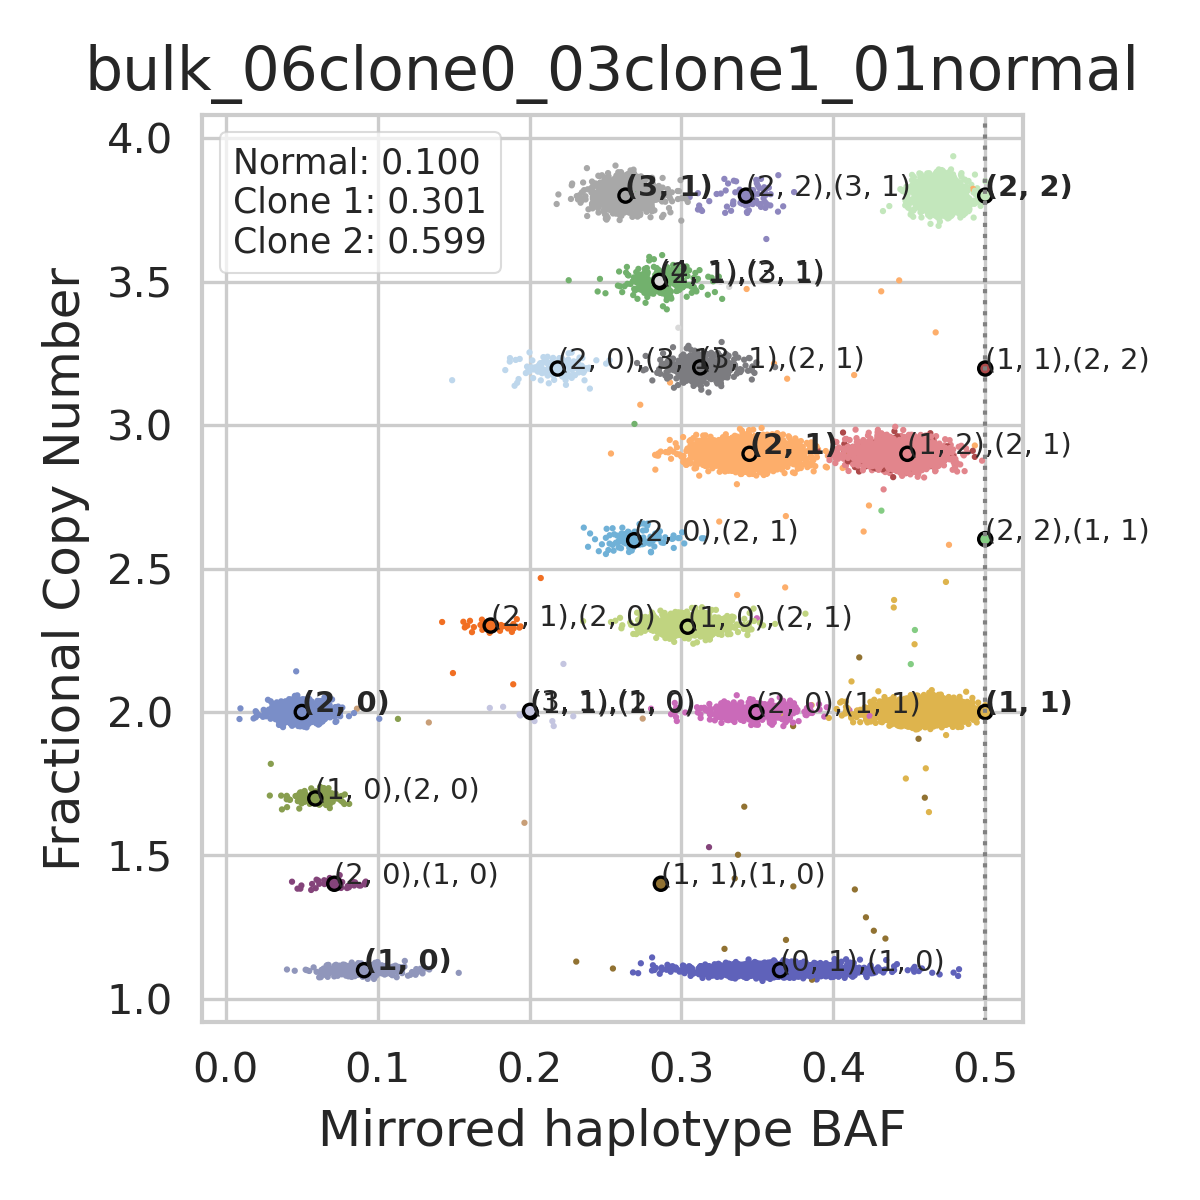 bulk_06clone0_03clone1_01normal
Normal: 0.100
Clone 1: 0.301
Clone 2: 0.599
Fractional Copy Number
4.0
3.5
3.0
2.5
2.0
1.5
1.0
(3, 1)
(2, 2),(3, 1)
(2, 2)
(2, 0),(3, 1)
(3, 1),(2, 1)
(1, 1),(2, 2)
(2, 1)
(1, 2),(2, 1)
(2, 0),(2, 1)
(2, 2),(1, 1)
(2, 1),(2, 0)
(1, 0),(2, 1)
(2, 0)
(2, 0),(1, 1)
(1, 1)
(1, 0),(2, 0)
(2, 0),(1, 0)
(1, 1),(1, 0)
(1, 0)
(0, 1),(1, 0)
0.0 0.1 0.2 0.3 0.4 0.5
Mirrored haplotype BAF